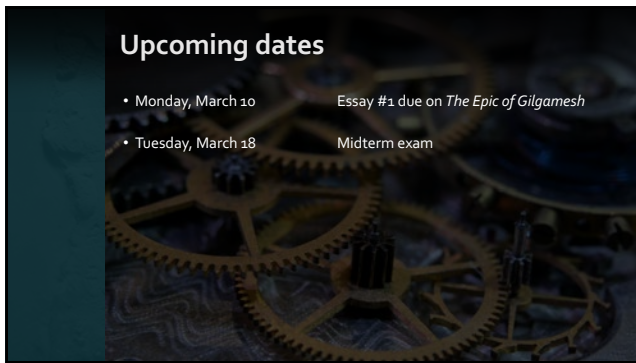 Upcoming dates
• Monday, March 10 Essay #1 due on The Epic of Gilgamesh
• Tuesday, March 18 Midterm exam